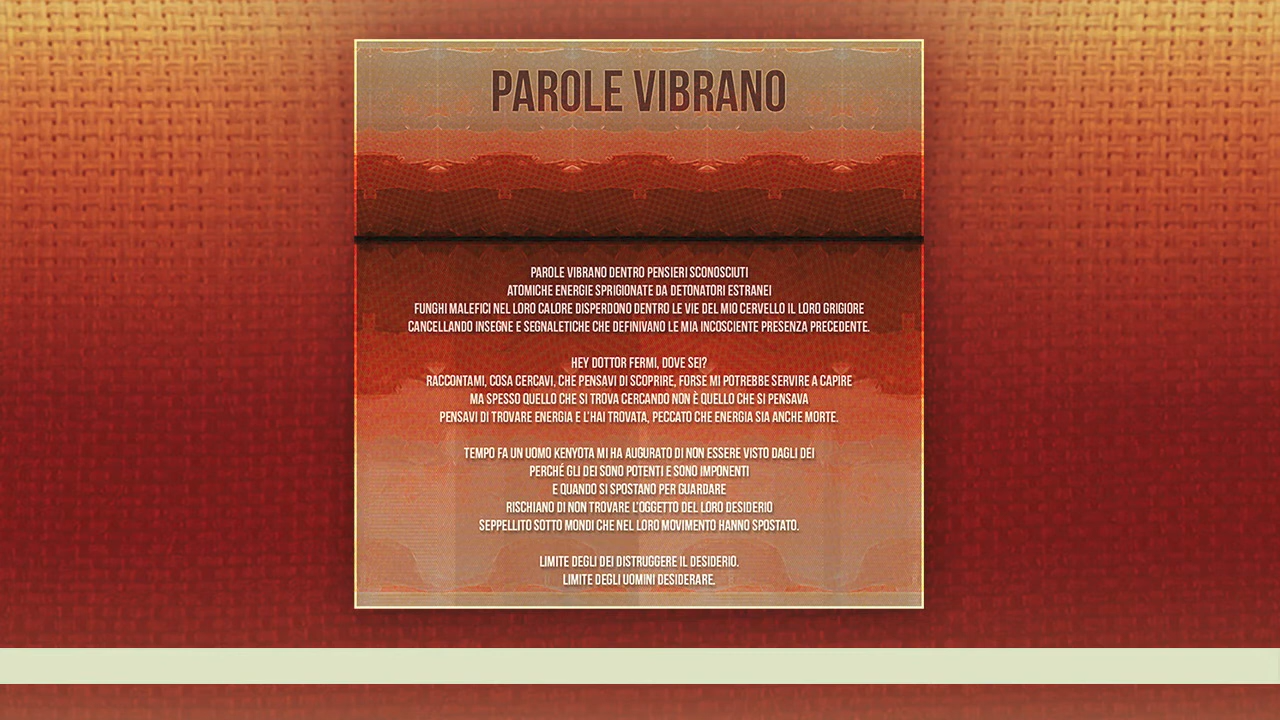 PAROLE VIBRANO
PAROLE VIBRANO DENTRO PENSIERI SCONOSCIUTI
ATOMICHE ENERGIE SPRIGIONATE DA DETONATORI ESTRANEI
FUNGHI MALEFICI NEL LORO CALORE DISPERDONO DENTRO LE VIE DEL MIO CERVELLO IL LORO GRIGIORE
CANCELLANDO INSEGNE E SEGNALETICHE CHE DEFINIVANO LE MIA INCOSCIENTE PRESENZA PRECEDENTE.
HEY DOTTOR FERMI, DOVE SEI?
RACCONTAMI, COSA CERCAVI, CHE PENSAVI DI SCOPRIRE, FORSE MI POTREBBE SERVIRE A CAPIRE
MA SPESSO QUELLO CHE SI TROVA CERCANDO NON È QUELLO CHE SI PENSAVA
PENSAVI DI TROVARE ENERGIA E L'HAI TROVATA, PECCATO CHE ENERGIA SIA ANCHE MORTE.
TEMPO FA UN UOMO KENYOTA MI HA AUGURATO DI NON ESSERE VISTO DAGLI DEI
PERCHÉ GLI DEI SONO POTENTI E SONO IMPONENTI
E QUANDO SI SPOSTANO PER GUARDARE
RISCHIANO DI NON TROVARE L'OGGETTO DEL LORO DESIDERIO
SEPPELLITO SOTTO MONDI CHE NEL LORO MOVIMENTO HANNO SPOSTATO.
LIMITE DEGLI DEI DISTRUGGERE IL DESIDERIO.
LIMITE DEGLI UOMINI DESIDERARE.